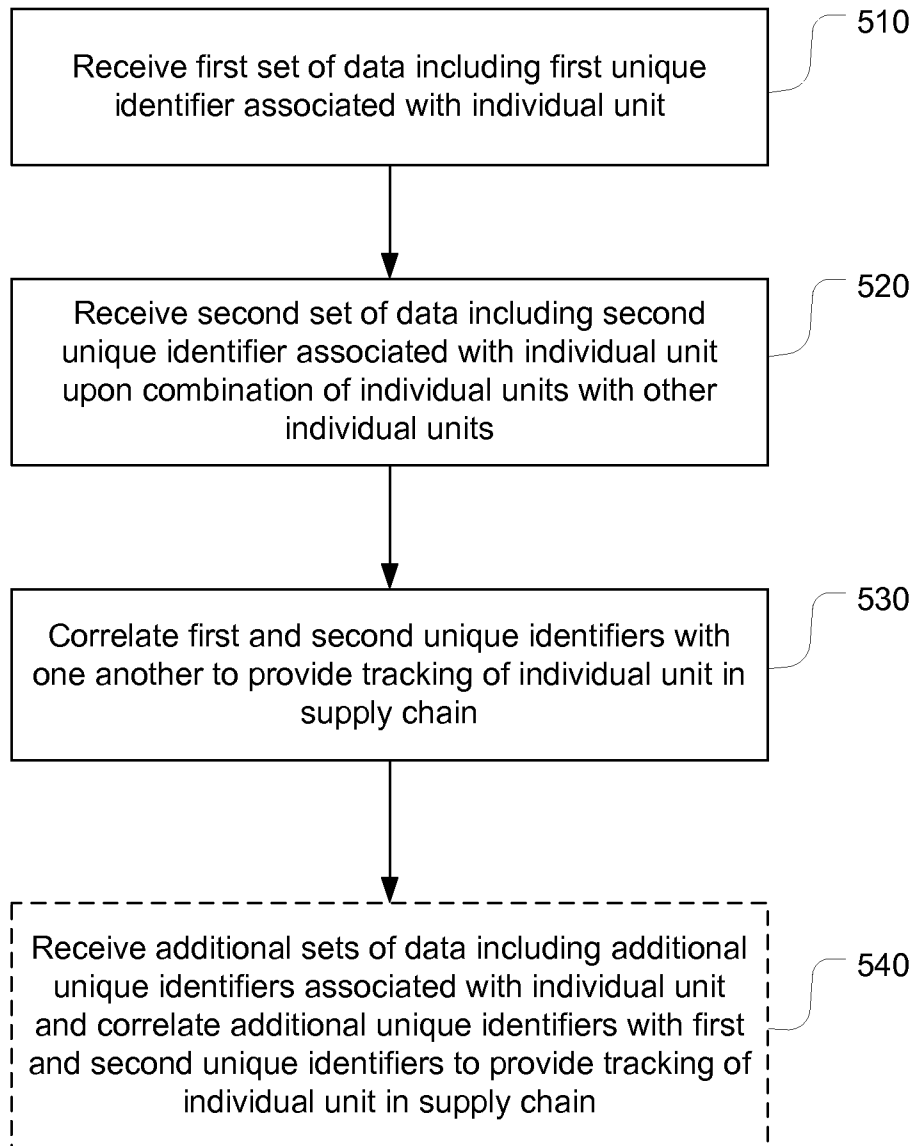 510
Receive first set of data including first unique
identifier associated with individual unit
520
Receive second set of data including second
unique identifier associated with individual unit
upon combination of individual units with other
individual units
530
Correlate first and second unique identifiers with
one another to provide tracking of individual unit in
supply chain
540
Receive additional sets of data including additional
unique identifiers associated with individual unit
and correlate additional unique identifiers with first
and second unique identifiers to provide tracking of
individual unit in supply chain